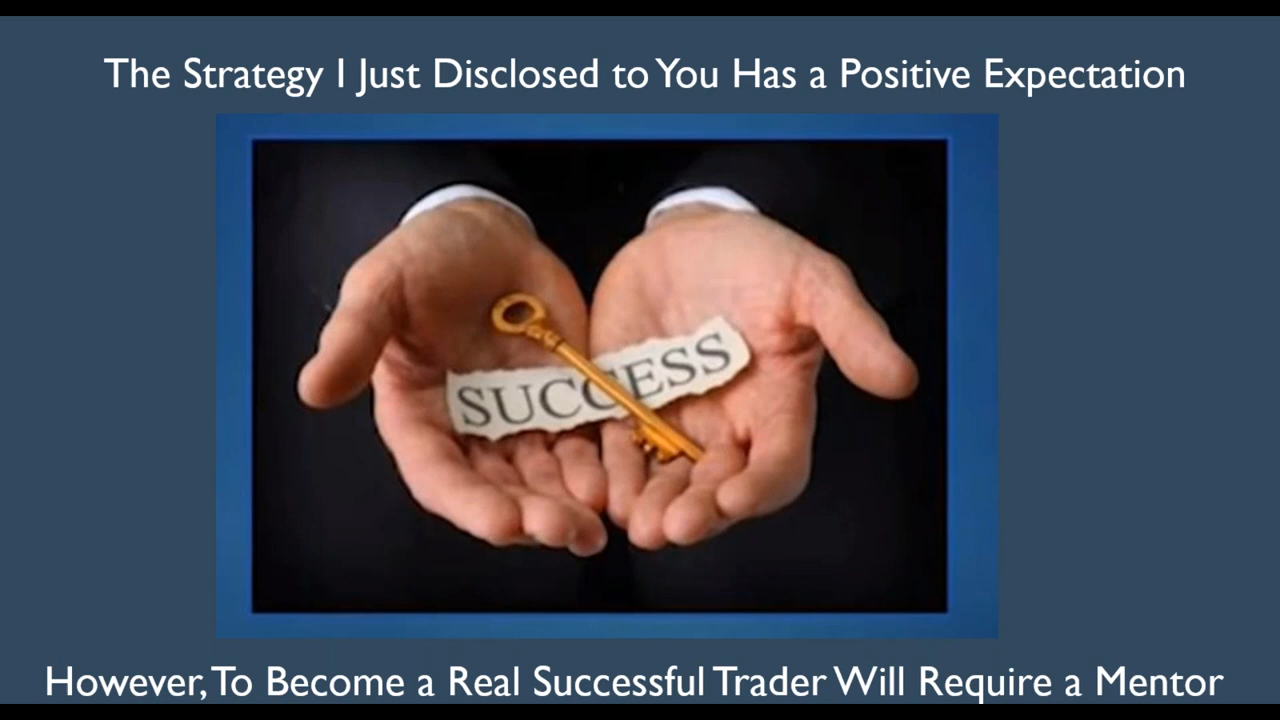 The Strategy I Just Disclosed to You Has a Positive Expectation
SUCCESS
However, To Become a Real Successful Trader Will Require a Mentor